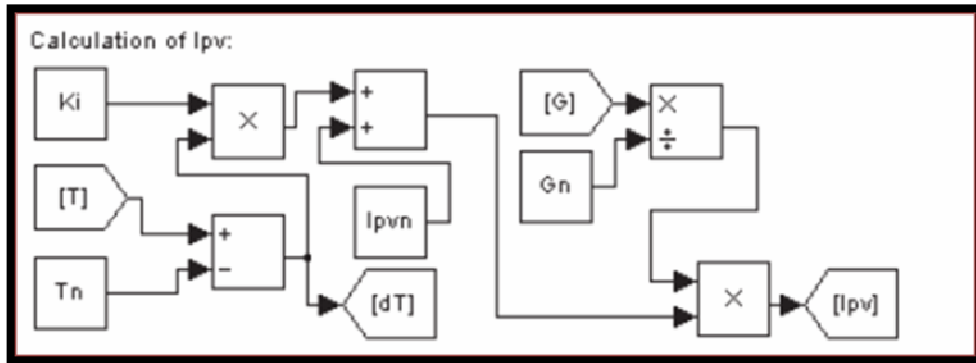 Calculation of Ipv:
Ki
×
+
+
[G]
×
÷
[T]
Gn
Ipvn
+
−
Tn
[dT]
×
[Ipv]